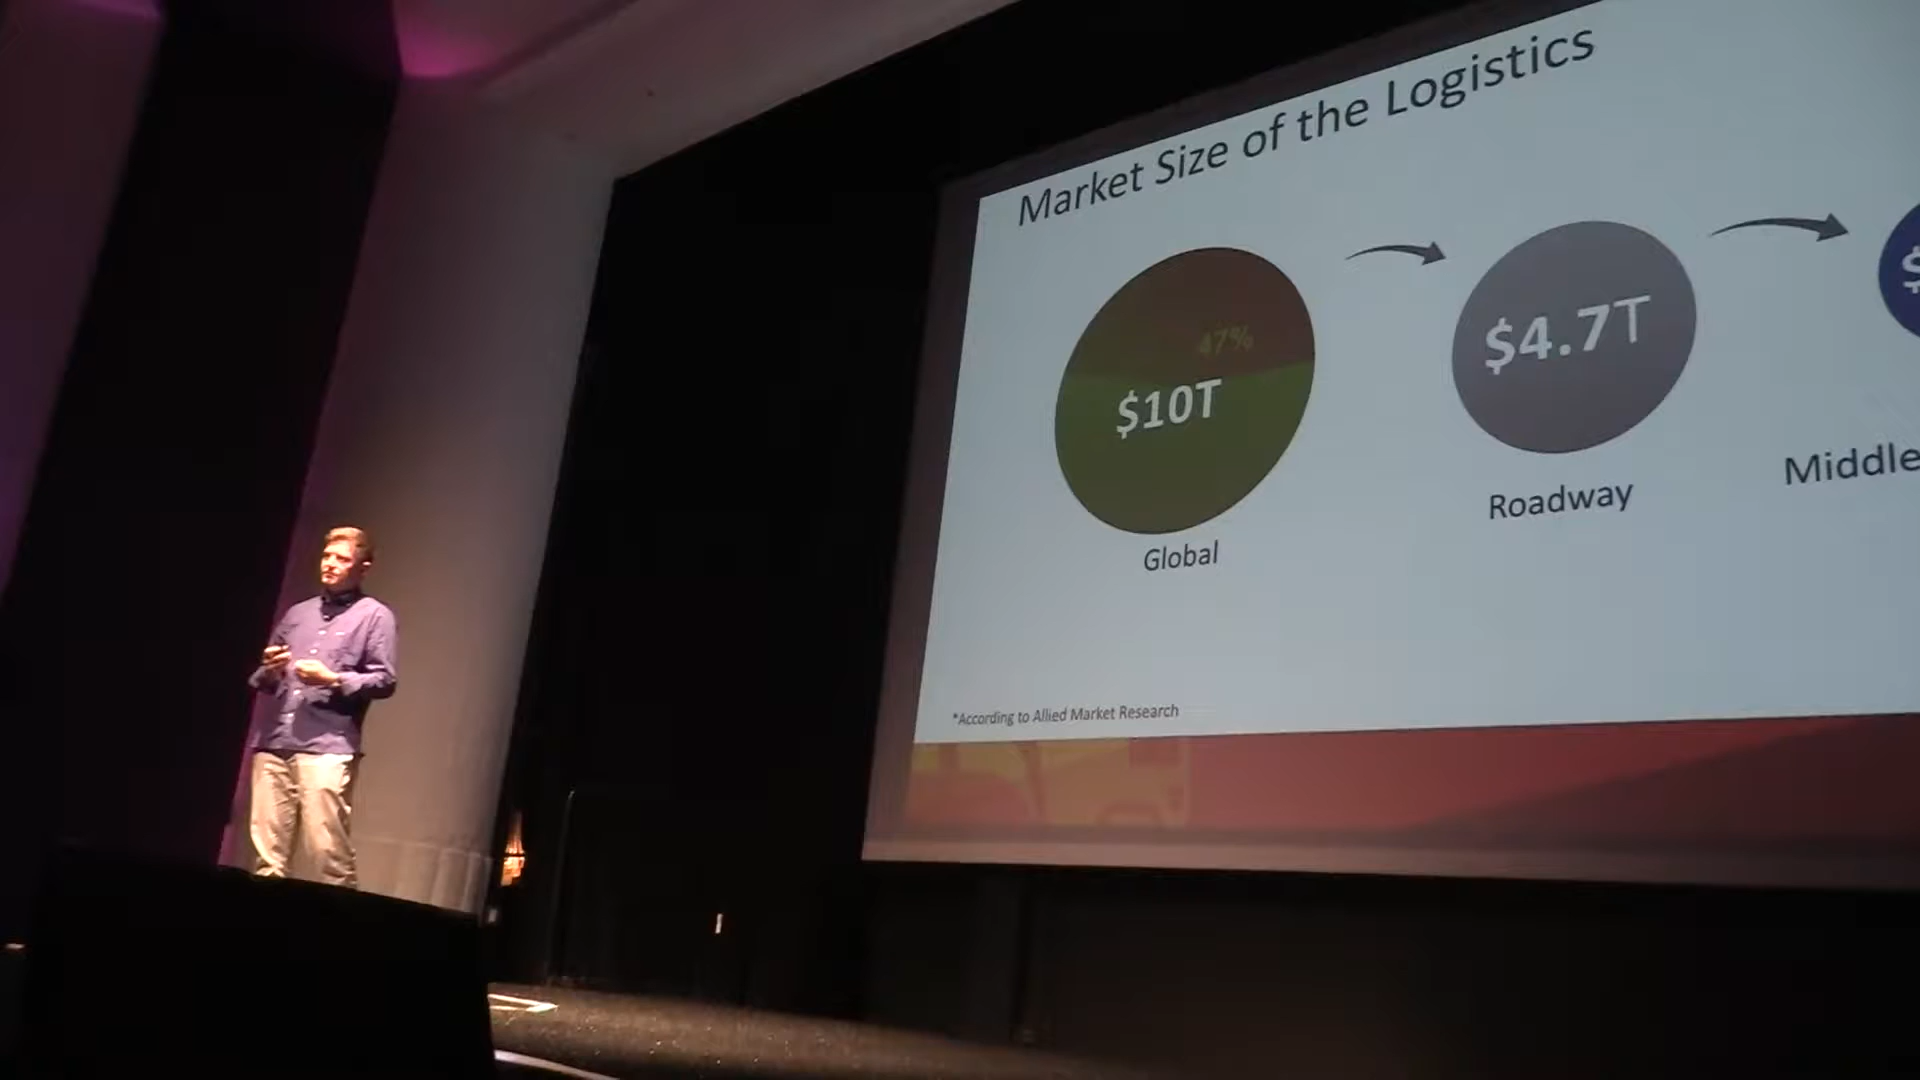 Market Size of the Logistics
47%
$10T
Global
$4.7T
Roadway
$
Middle
*According to Allied Market Research